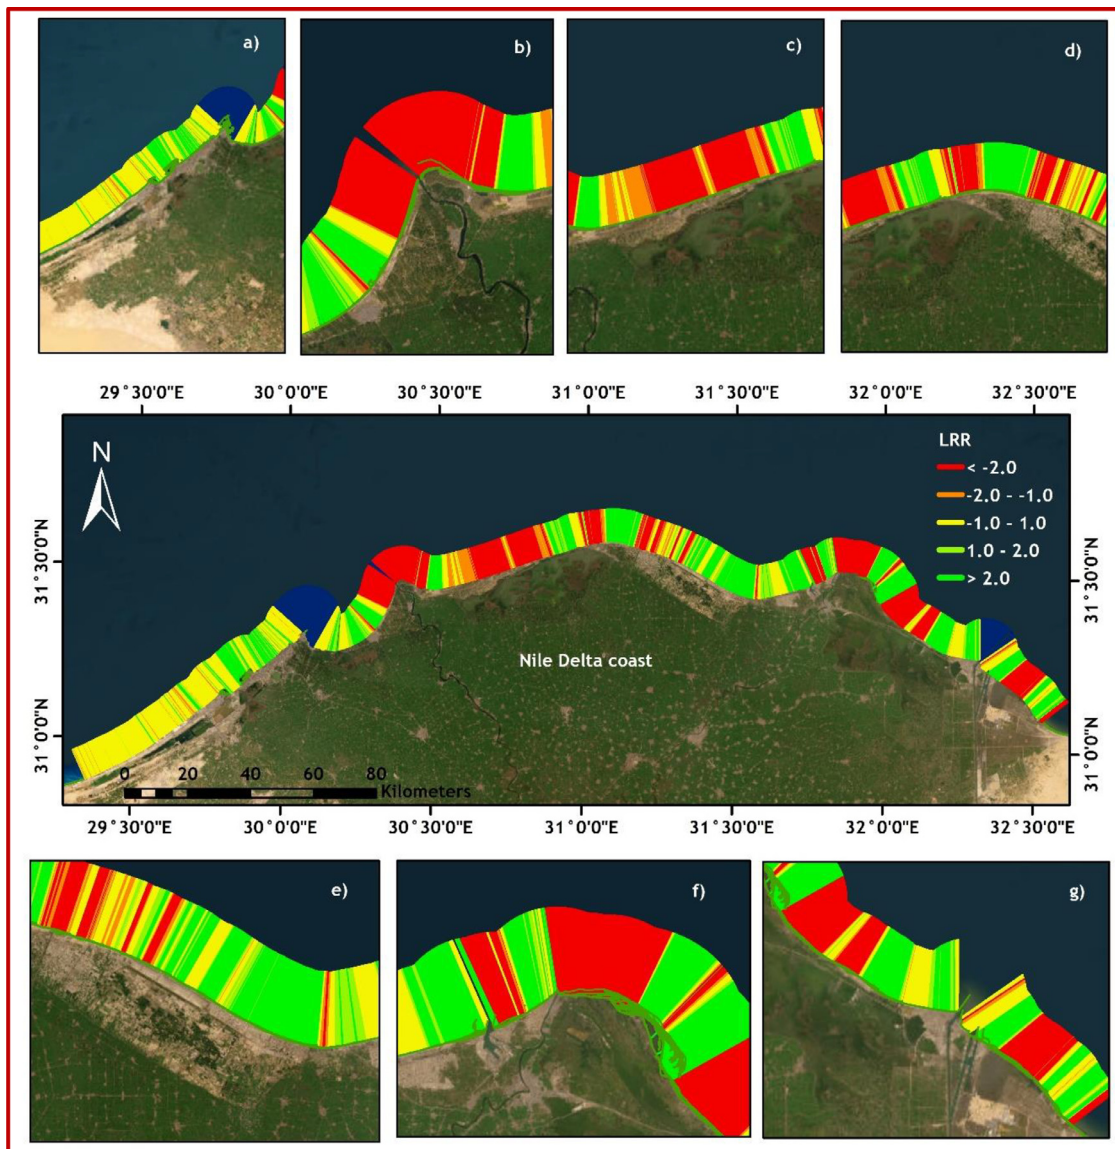 a)
b)
c)
d)
29°30'0"E 30°0'0"E 30°30'0"E 31°0'0"E 31°30'0"E 32°0'0"E 32°30'0"E
N
LRR
< -2.0
-2.0 - -1.0
-1.0 - 1.0
1.0 - 2.0
> 2.0
31°30'0"N
31°30'0"N
Nile Delta coast
31°0'0"N
31°0'0"N
0 20 40 60 80
Kilometers
29°30'0"E 30°0'0"E 30°30'0"E 31°0'0"E 31°30'0"E 32°0'0"E 32°30'0"E
e)
f)
g)